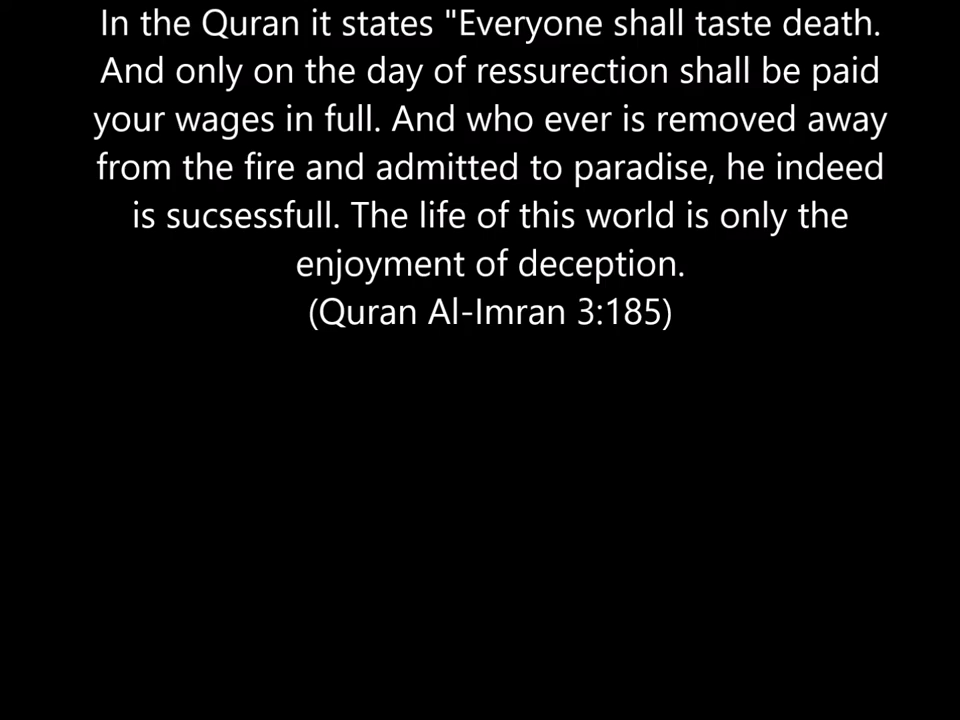 In the Quran it states "Everyone shall taste death.
And only on the day of ressurection shall be paid
your wages in full. And who ever is removed away
from the fire and admitted to paradise, he indeed
is sucsessfull. The life of this world is only the
enjoyment of deception.
(Quran Al-Imran 3:185)